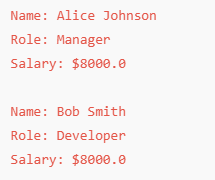 Name: Alice Johnson
Role: Manager
Salary: $8000.0

Name: Bob Smith
Role: Developer
Salary: $8000.0